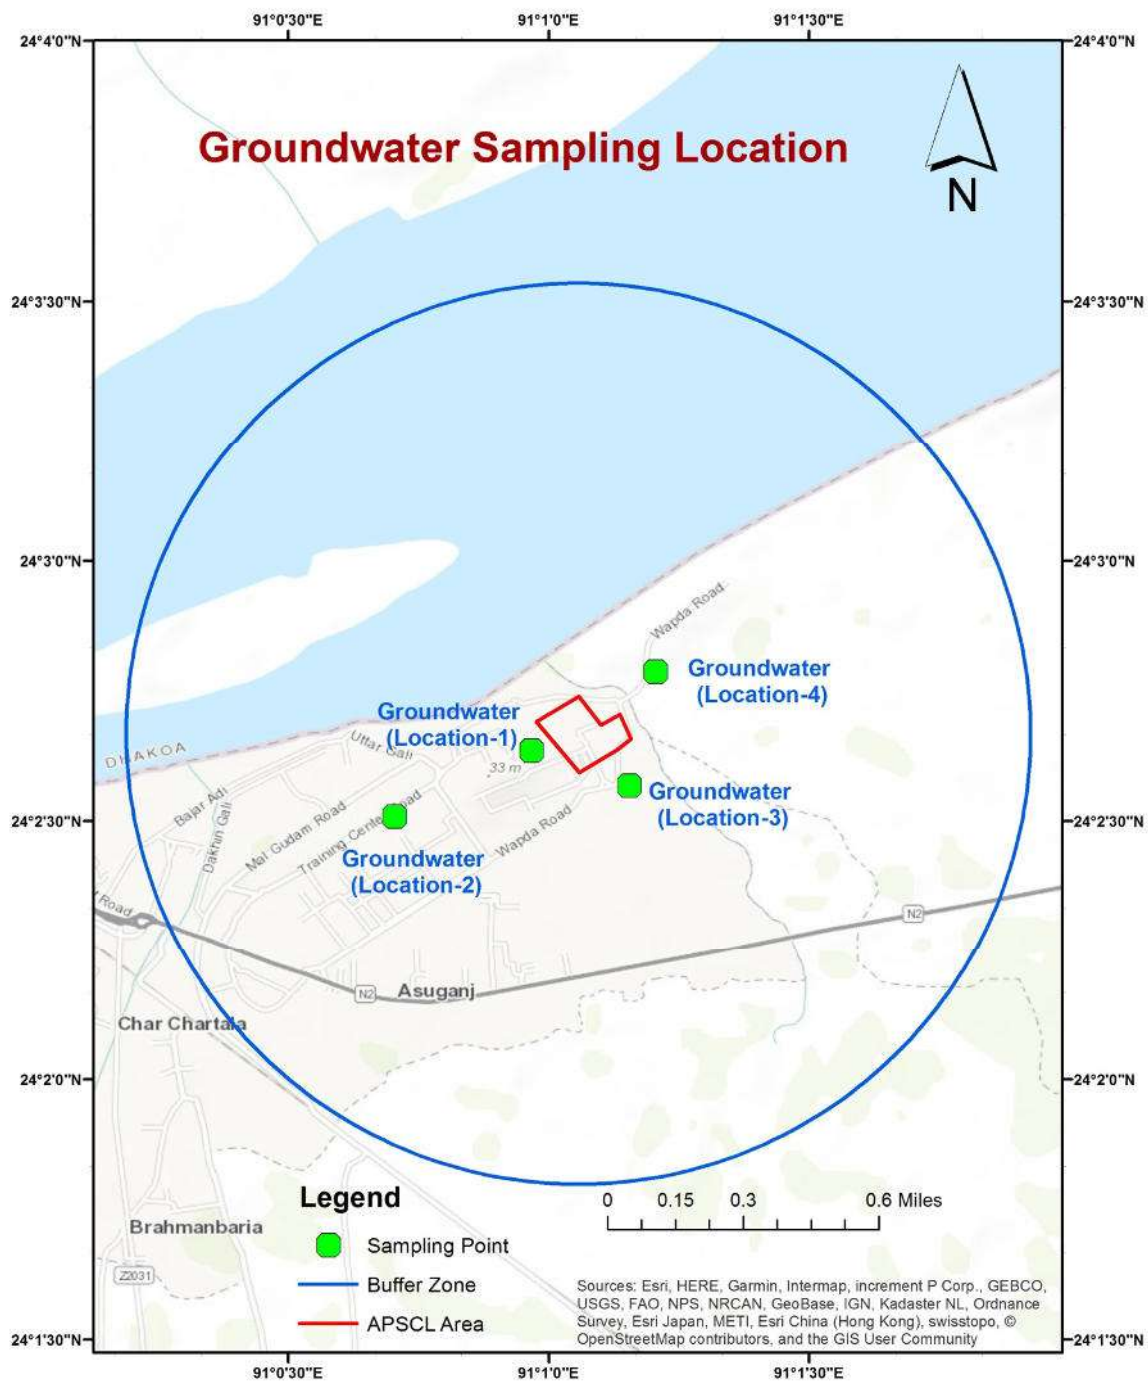 91°0'30"E
91°1'0"E
91°1'30"E
24°4'0"N
24°4'0"N
Groundwater Sampling Location
N
24°3'30"N
24°3'30"N
24°3'0"N
24°3'0"N
Wapda Road
Groundwater
(Location-4)
Groundwater
(Location-1)
DHAKOA
Uttar Gali
33 m
Groundwater
(Location-3)
Bajar Adi
Dakhin Gali
Mal Gudam Road
Training Center Road
Wapda Road
24°2'30"N
24°2'30"N
Groundwater
(Location-2)
Road
N2
N2
Asuganj
Char Chartala
24°2'0"N
24°2'0"N
Legend
0 0.15 0.3 0.6 Miles
Brahmanbaria
Sampling Point
Z2031
Buffer Zone
APSCL Area
Sources: Esri, HERE, Garmin, Intermap, increment P Corp., GEBCO,
USGS, FAO, NPS, NRCAN, GeoBase, IGN, Kadaster NL, Ordnance
Survey, Esri Japan, METI, Esri China (Hong Kong), swisstopo, ©
OpenStreetMap contributors, and the GIS User Community
24°1'30"N
24°1'30"N
91°0'30"E
91°1'0"E
91°1'30"E